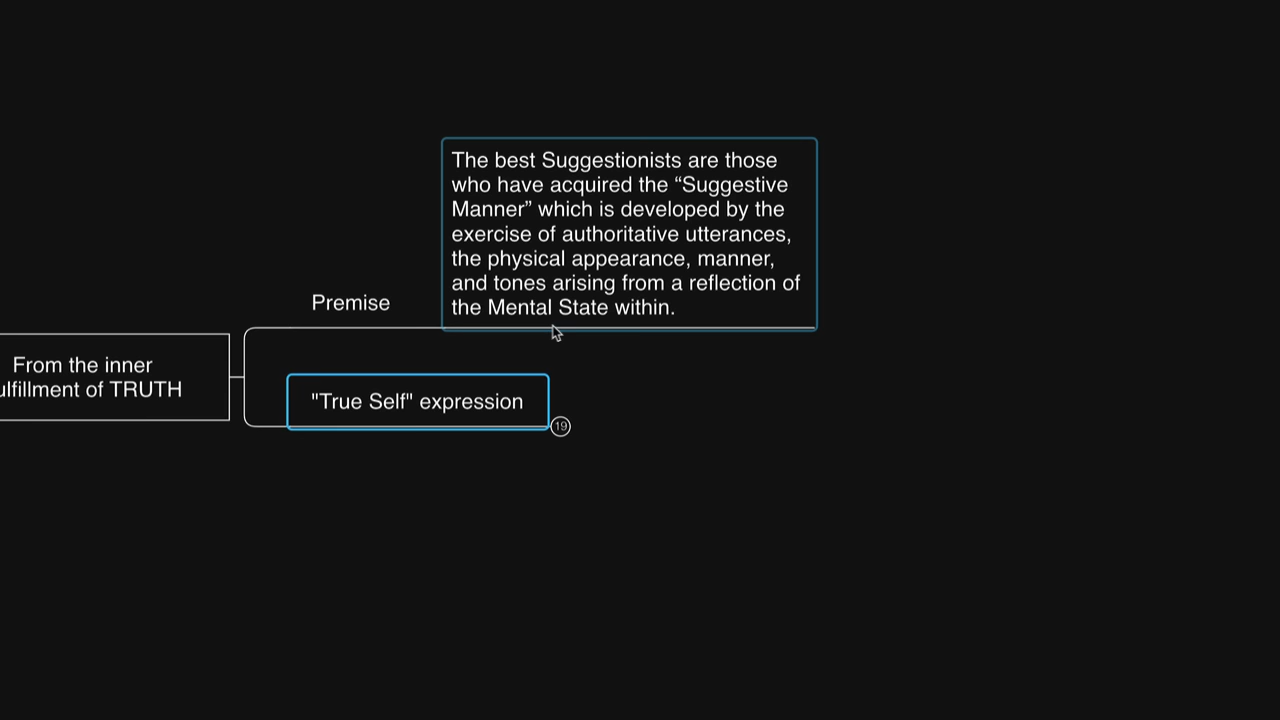 The best Suggestionists are those
who have acquired the “Suggestive
Manner” which is developed by the
exercise of authoritative utterances,
the physical appearance, manner,
and tones arising from a reflection of
the Mental State within.
Premise
From the inner
ulfillment of TRUTH
"True Self" expression
19